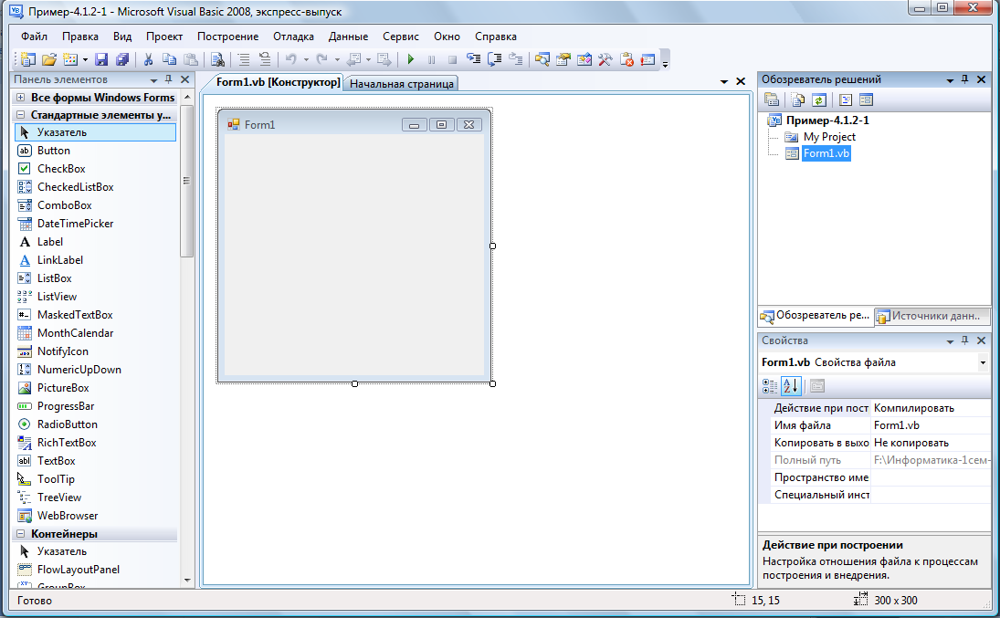 Пример-4.1.2-1 - Microsoft Visual Basic 2008, экспресс-выпуск
Файл Правка Вид Проект Построение Отладка Данные Сервис Окно Справка
Панель элементов
Все формы Windows Forms
Стандартные элементы у...
Указатель
Button
CheckBox
CheckedListBox
ComboBox
DateTimePicker
Label
LinkLabel
ListBox
ListView
MaskedTextBox
MonthCalendar
NotifyIcon
NumericUpDown
PictureBox
ProgressBar
RadioButton
RichTextBox
TextBox
ToolTip
TreeView
WebBrowser
Контейнеры
Указатель
FlowLayoutPanel
GroupBox
Form1.vb [Конструктор] Начальная страница
Form1
Обозреватель решений
Пример-4.1.2-1
My Project
Form1.vb
Обозреватель ре... Источники данн..
Свойства
Form1.vb Свойства файла
Действие при пост Компилировать
Имя файла Form1.vb
Копировать в выхо Не копировать
Полный путь F:\Информатика-1сем-
Пространство име
Специальный инст
Действие при построении
Настройка отношения файла к процессам
построения и внедрения.
Готово 15, 15 300 x 300